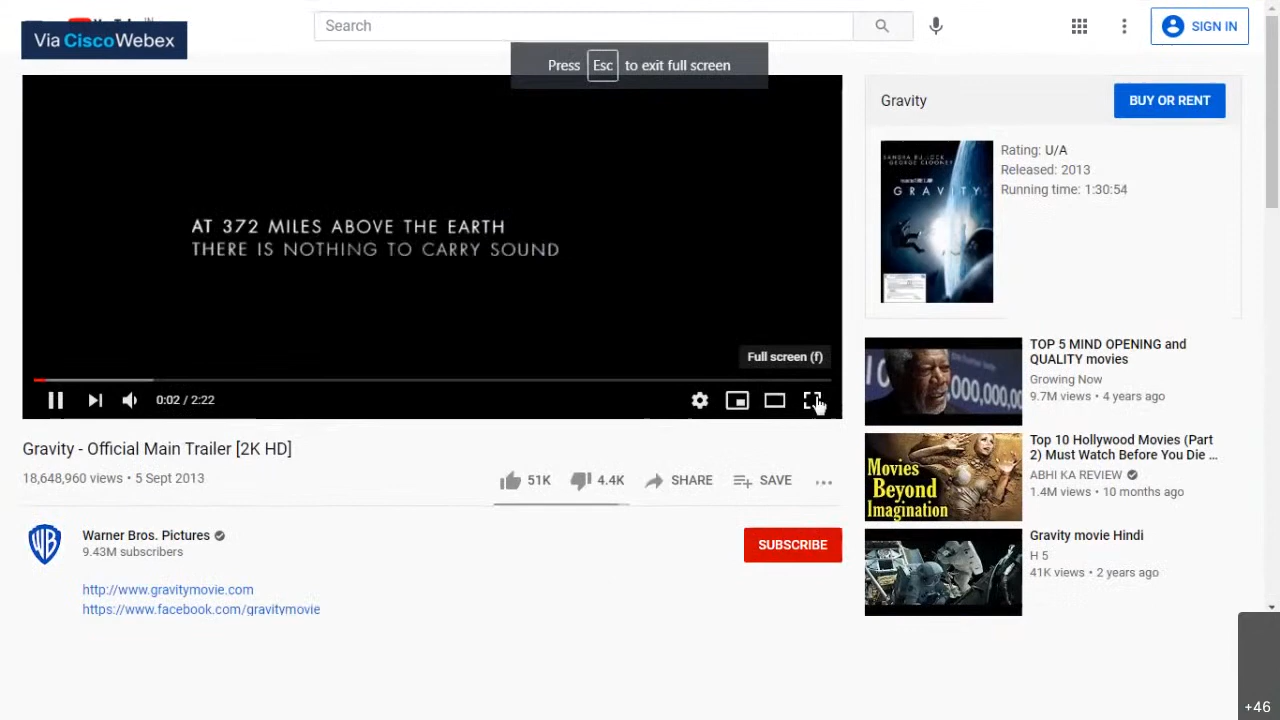 Via CiscoWebex
Search
SIGN IN
Press Esc to exit full screen
AT 372 MILES ABOVE THE EARTH
THERE IS NOTHING TO CARRY SOUND
Full screen (f)
0:02 / 2:22
Gravity - Official Main Trailer [2K HD]
18,648,960 views • 5 Sept 2013
51K
4.4K
SHARE
SAVE
Warner Bros. Pictures
9.43M subscribers
SUBSCRIBE
http://www.gravitymovie.com
https://www.facebook.com/gravitymovie
Gravity
BUY OR RENT
SANDRA BULLOCK
GEORGE CLOONEY
GRAVITY
Rating: U/A
Released: 2013
Running time: 1:30:54
000,000,
TOP 5 MIND OPENING and
QUALITY movies
Growing Now
9.7M views • 4 years ago
Movies
Beyond
Imagination
Top 10 Hollywood Movies (Part
2) Must Watch Before You Die ...
ABHI KA REVIEW
1.4M views • 10 months ago
Gravity movie Hindi
H 5
41K views • 2 years ago
+46